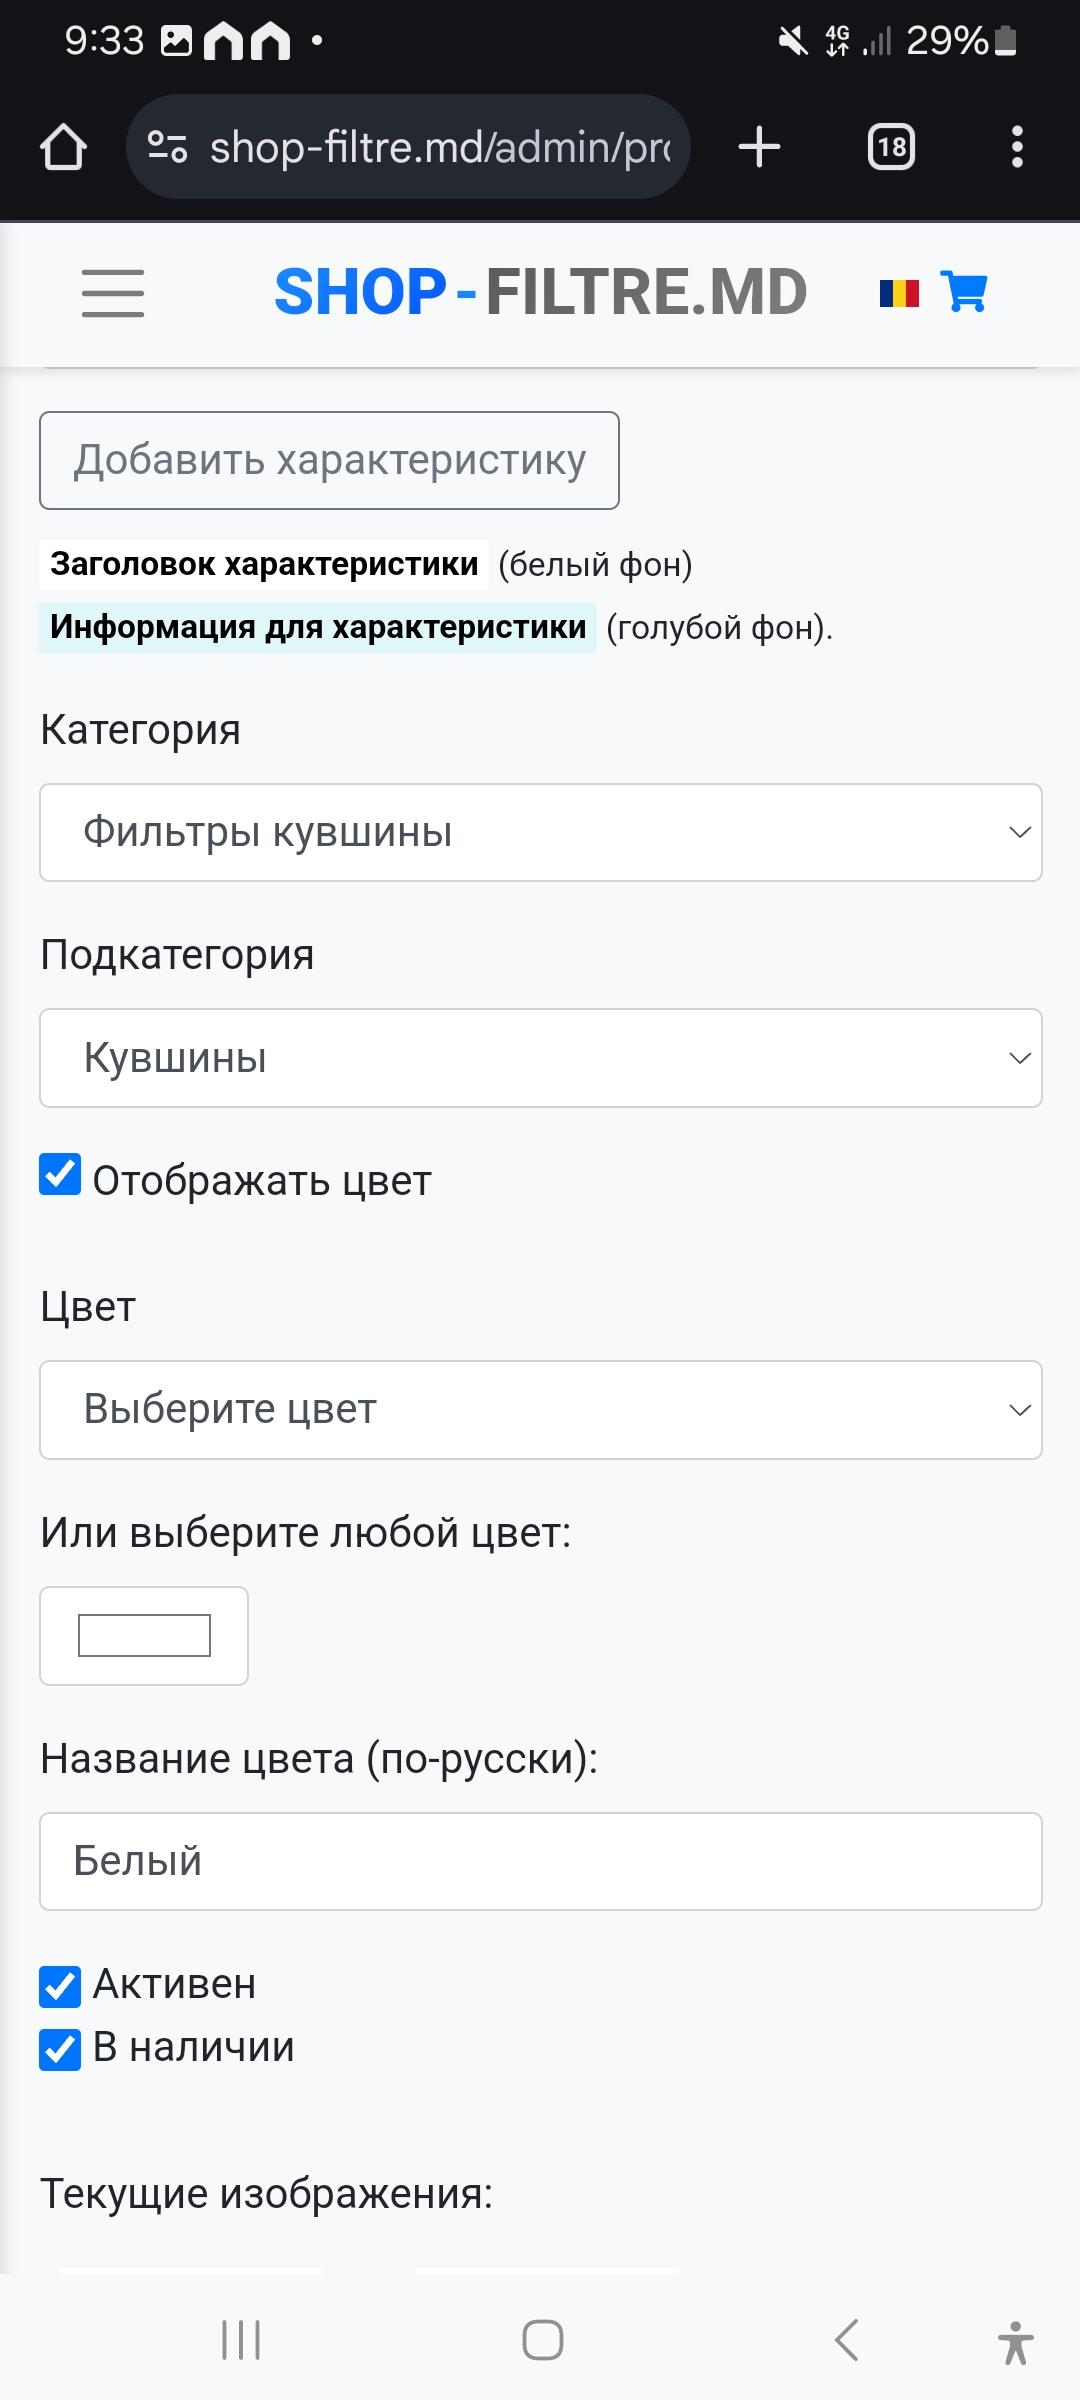 9:33
4G
29%
shop-filtre.md/admin/pro
18
SHOP-FILTRE.MD
Добавить характеристику
Заголовок характеристики (белый фон)
Информация для характеристики (голубой фон).
Категория
Фильтры кувшины
Подкатегория
Кувшины
Отображать цвет
Цвет
Выберите цвет
Или выберите любой цвет:
Название цвета (по-русски):
Белый
Активен
В наличии
Текущие изображения: